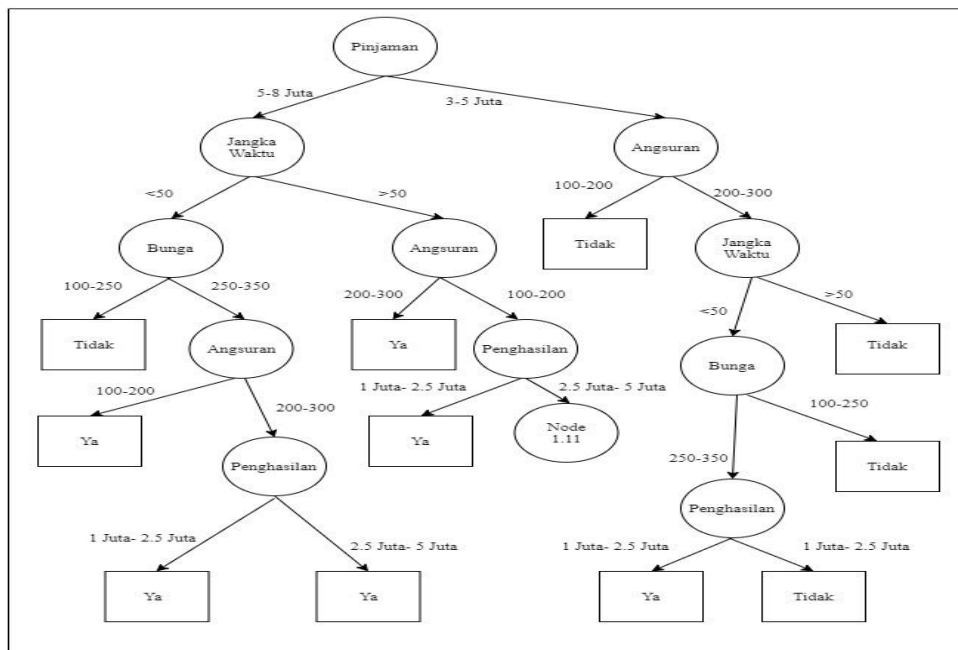 Pinjaman
5-8 Juta
3-5 Juta
Jangka
Waktu
Angsuran
<50
>50
100-200
200-300
Bunga
Angsuran
Tidak
Jangka
Waktu
100-250
250-350
200-300
100-200
<50
>50
Tidak
Angsuran
Ya
Penghasilan
Bunga
Tidak
100-200
200-300
1 Juta- 2.5 Juta
2.5 Juta- 5 Juta
100-250
Ya
Ya
Node
1.11
250-350
Tidak
Penghasilan
Penghasilan
1 Juta- 2.5 Juta
2.5 Juta- 5 Juta
1 Juta- 2.5 Juta
1 Juta- 2.5 Juta
Ya
Ya
Ya
Tidak